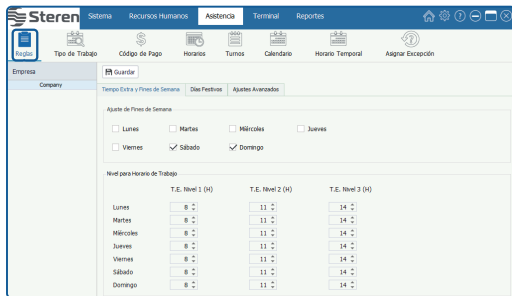 Steren Sistema Recursos Humanos Asistencia Terminal Reportes
Reglas Tipo de Trabajo Código de Pago Horarios Turnos Calendario Horario Temporal Asignar Excepción
Empresa
Company
Guardar
Tiempo Extra y Fines de Semana Días Festivos Ajustes Avanzados
Ajuste de Fines de Semana
Lunes Martes Miércoles Jueves
Viernes Sábado Domingo
Nivel para Horario de Trabajo
T.E. Nivel 1 (H) T.E. Nivel 2 (H) T.E. Nivel 3 (H)
Lunes 8 11 14
Martes 8 11 14
Miércoles 8 11 14
Jueves 8 11 14
Viernes 8 11 14
Sábado 8 11 14
Domingo 8 11 14